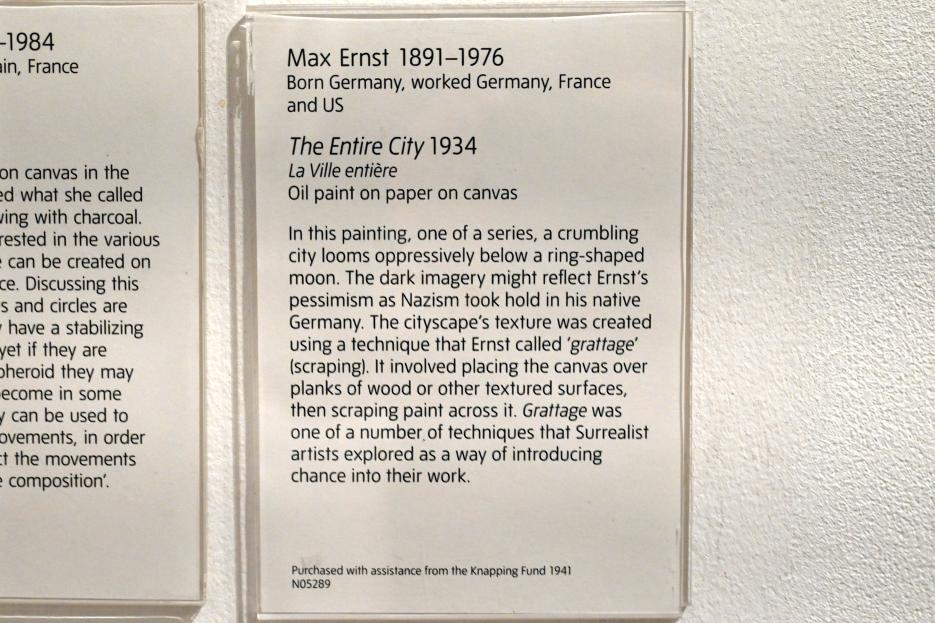 –1984
ain, France
on canvas in the
ed what she called
wing with charcoal.
rested in the various
e can be created on
ce. Discussing this
s and circles are
y have a stabilizing
yet if they are
pheroid they may
ecome in some
y can be used to
ovements, in order
ct the movements
e composition’.
Max Ernst 1891–1976
Born Germany, worked Germany, France
and US
The Entire City 1934
La Ville entière
Oil paint on paper on canvas
In this painting, one of a series, a crumbling
city looms oppressively below a ring-shaped
moon. The dark imagery might reflect Ernst’s
pessimism as Nazism took hold in his native
Germany. The cityscape’s texture was created
using a technique that Ernst called ‘grattage’
(scraping). It involved placing the canvas over
planks of wood or other textured surfaces,
then scraping paint across it. Grattage was
one of a number of techniques that Surrealist
artists explored as a way of introducing
chance into their work.
Purchased with assistance from the Knapping Fund 1941
N05289